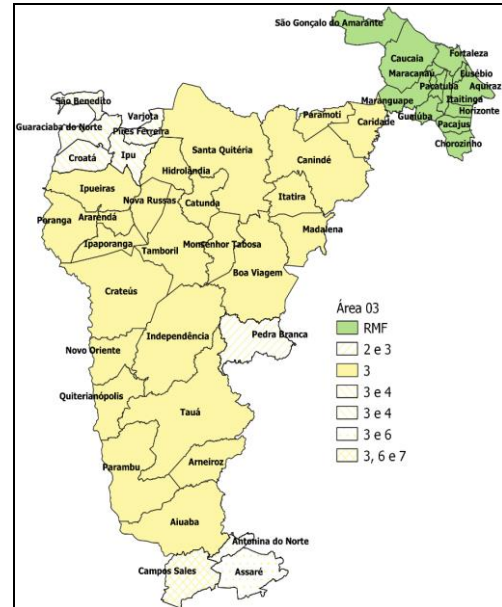 São Gonçalo do Amarante
Fortaleza
Caucaia
Maracanaú
Eusébio
Pacatuba
Aquiraz
Itaitinga
Maranguape
Horizonte
Guaiúba
Pacajus
Chorozinho
São Benedito
Varjota
Guaraciaba do Norte
Pires Ferreira
Croatá
Ipu
Santa Quitéria
Paramoti
Caridade
Canindé
Hidrolândia
Ipueiras
Nova Russas
Catunda
Itatira
Poranga
Ararendá
Madalena
Ipaporanga
Tamboril
Monsenhor Tabosa
Boa Viagem
Crateús
Independência
Pedra Branca
Novo Oriente
Quiterianópolis
Tauá
Parambu
Arneiroz
Aiuaba
Antonina do Norte
Campos Sales
Assaré
Área 03
RMF
2 e 3
3
3 e 4
3 e 4
3 e 6
3, 6 e 7